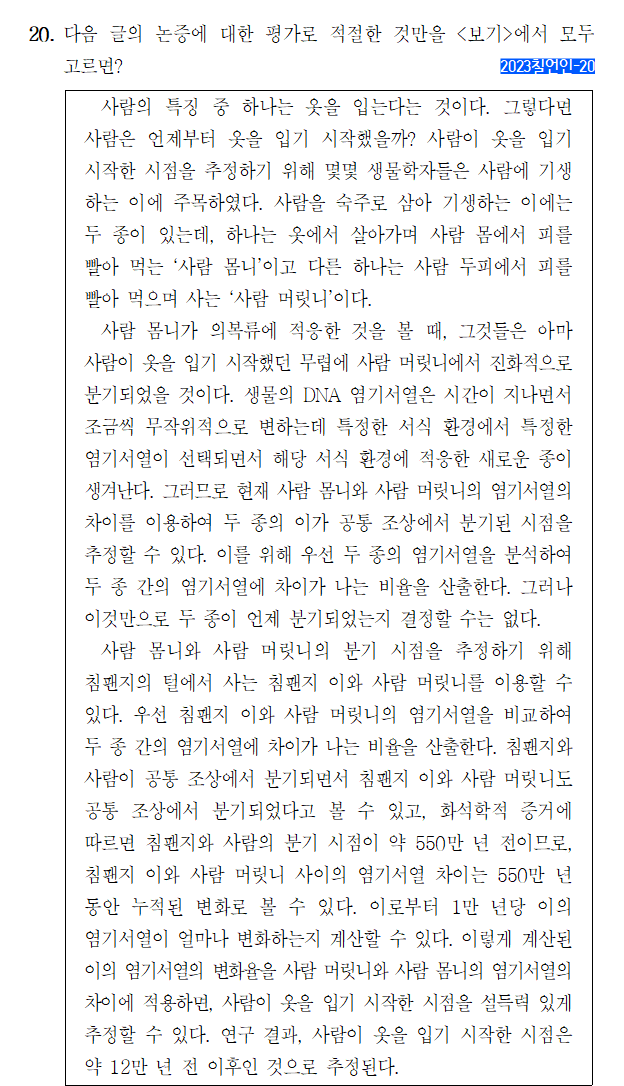 20. 다음 글의 논증에 대한 평가로 적절한 것만을 <보기>에서 모두
고르면?
2023칠언인-20
사람의 특징 중 하나는 옷을 입는다는 것이다. 그렇다면
사람은 언제부터 옷을 입기 시작했을까? 사람이 옷을 입기
시작한 시점을 추정하기 위해 몇몇 생물학자들은 사람에 기생
하는 이에 주목하였다. 사람을 숙주로 삼아 기생하는 이에는
두 종이 있는데, 하나는 옷에서 살아가며 사람 몸에서 피를
빨아 먹는 ‘사람 몸니’이고 다른 하나는 사람 두피에서 피를
빨아 먹으며 사는 ‘사람 머릿니’이다.
사람 몸니가 의복류에 적응한 것을 볼 때, 그것들은 아마
사람이 옷을 입기 시작했던 무렵에 사람 머릿니에서 진화적으로
분기되었을 것이다. 생물의 DNA 염기서열은 시간이 지나면서
조금씩 무작위적으로 변하는데 특정한 서식 환경에서 특정한
염기서열이 선택되면서 해당 서식 환경에 적응한 새로운 종이
생겨난다. 그러므로 현재 사람 몸니와 사람 머릿니의 염기서열의
차이를 이용하여 두 종의 이가 공통 조상에서 분기된 시점을
추정할 수 있다. 이를 위해 우선 두 종의 염기서열을 분석하여
두 종 간의 염기서열에 차이가 나는 비율을 산출한다. 그러나
이것만으로 두 종이 언제 분기되었는지 결정할 수는 없다.
사람 몸니와 사람 머릿니의 분기 시점을 추정하기 위해
침팬지의 털에서 사는 침팬지 이와 사람 머릿니를 이용할 수
있다. 우선 침팬지 이와 사람 머릿니의 염기서열을 비교하여
두 종 간의 염기서열에 차이가 나는 비율을 산출한다. 침팬지와
사람이 공통 조상에서 분기되면서 침팬지 이와 사람 머릿니도
공통 조상에서 분기되었다고 볼 수 있고, 화석학적 증거에
따르면 침팬지와 사람의 분기 시점이 약 550만 년 전이므로,
침팬지 이와 사람 머릿니 사이의 염기서열 차이는 550만 년
동안 누적된 변화로 볼 수 있다. 이로부터 1만 년당 이의
염기서열이 얼마나 변화하는지 계산할 수 있다. 이렇게 계산된
이의 염기서열의 변화율을 사람 머릿니와 사람 몸니의 염기서열의
차이에 적용하면, 사람이 옷을 입기 시작한 시점을 설득력 있게
추정할 수 있다. 연구 결과, 사람이 옷을 입기 시작한 시점은
약 12만 년 전 이후인 것으로 추정된다.